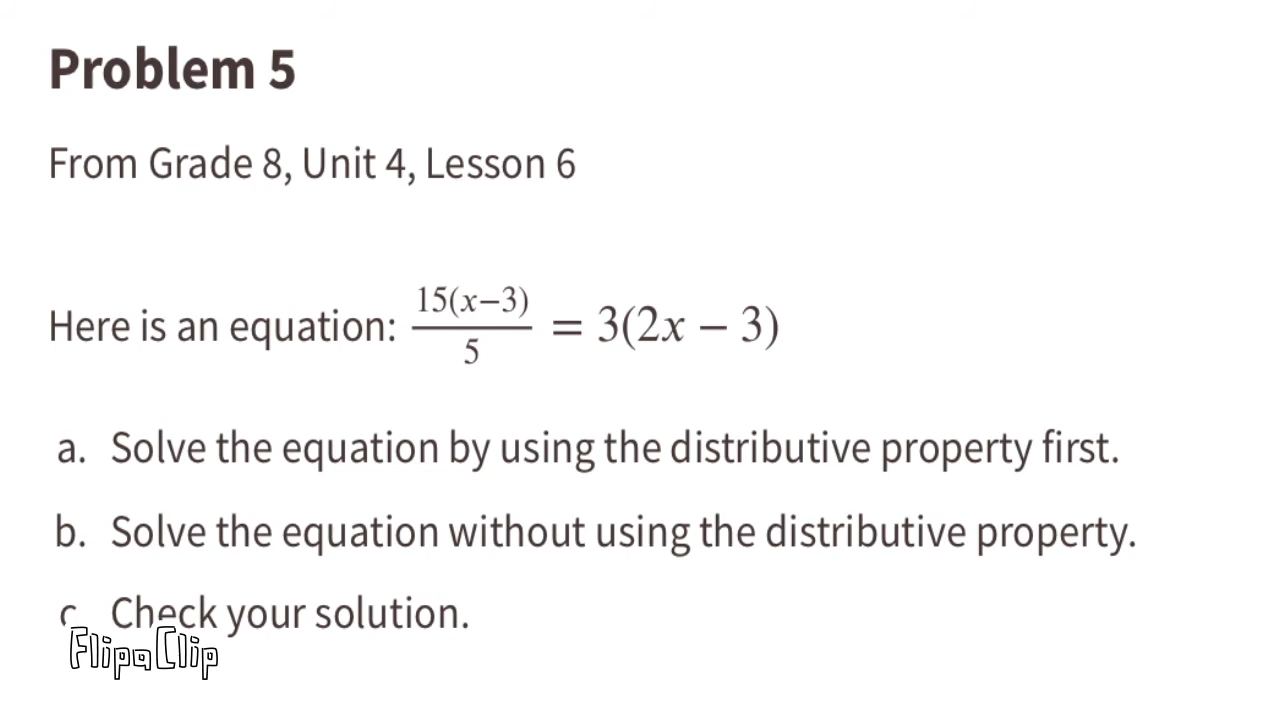 Problem 5
From Grade 8, Unit 4, Lesson 6
Here is an equation: \frac{15(x−3)}{5} = 3(2x − 3)
a. Solve the equation by using the distributive property first.
b. Solve the equation without using the distributive property.
c. Check your solution.
FlipaClip